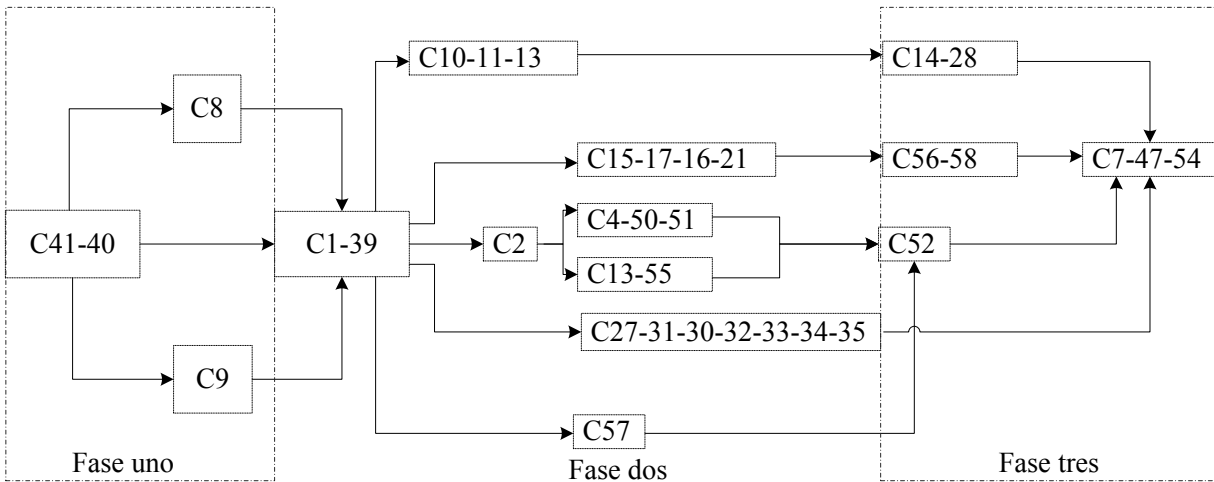 C10-11-13
C14-28
C8
C15-17-16-21
C56-58
C7-47-54
C4-50-51
C41-40
C1-39
C2
C52
C13-55
C27-31-30-32-33-34-35
C9
C57
Fase uno
Fase dos
Fase tres